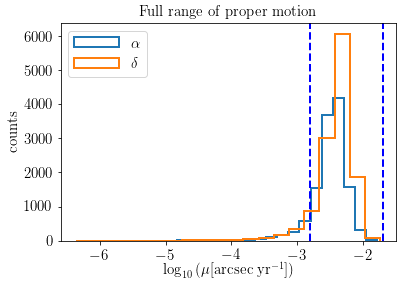 Full range of proper motion
α
δ
counts
6000
5000
4000
3000
2000
1000
0
−6 −5 −4 −3 −2
log₁₀(μ[arcsec yr⁻¹])